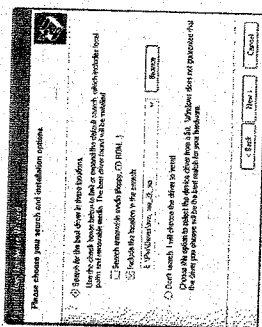 Please choose your search and installation options.
Search for the best driver in these locations.
Use the check boxes below to limit or expand the default search, which includes local
paths and removable media. The best driver found will be installed.
Search removable media (floppy, CD-ROM...)
Include this location in the search:
Browse
Don't search. I will choose the driver to install.
Choose this option to select the device driver from a list. Windows does not guarantee that
the driver you choose will be the best match for your hardware.
< Back
Cancel